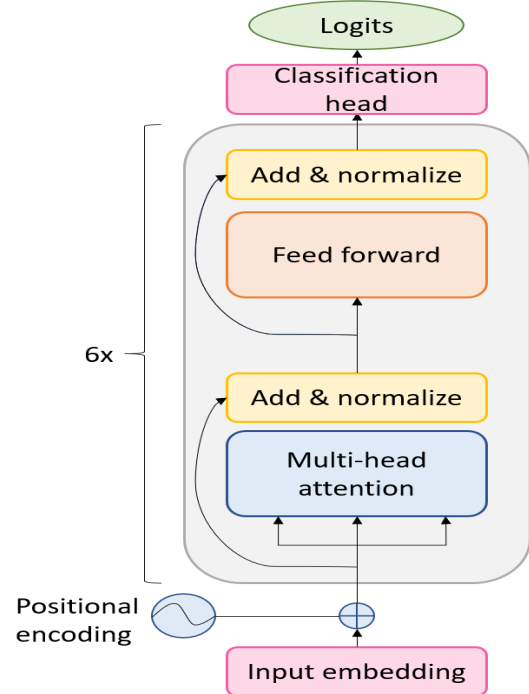 Logits
Classification
head
Add & normalize
Feed forward
6x
Add & normalize
Multi-head
attention
Positional
encoding
Input embedding